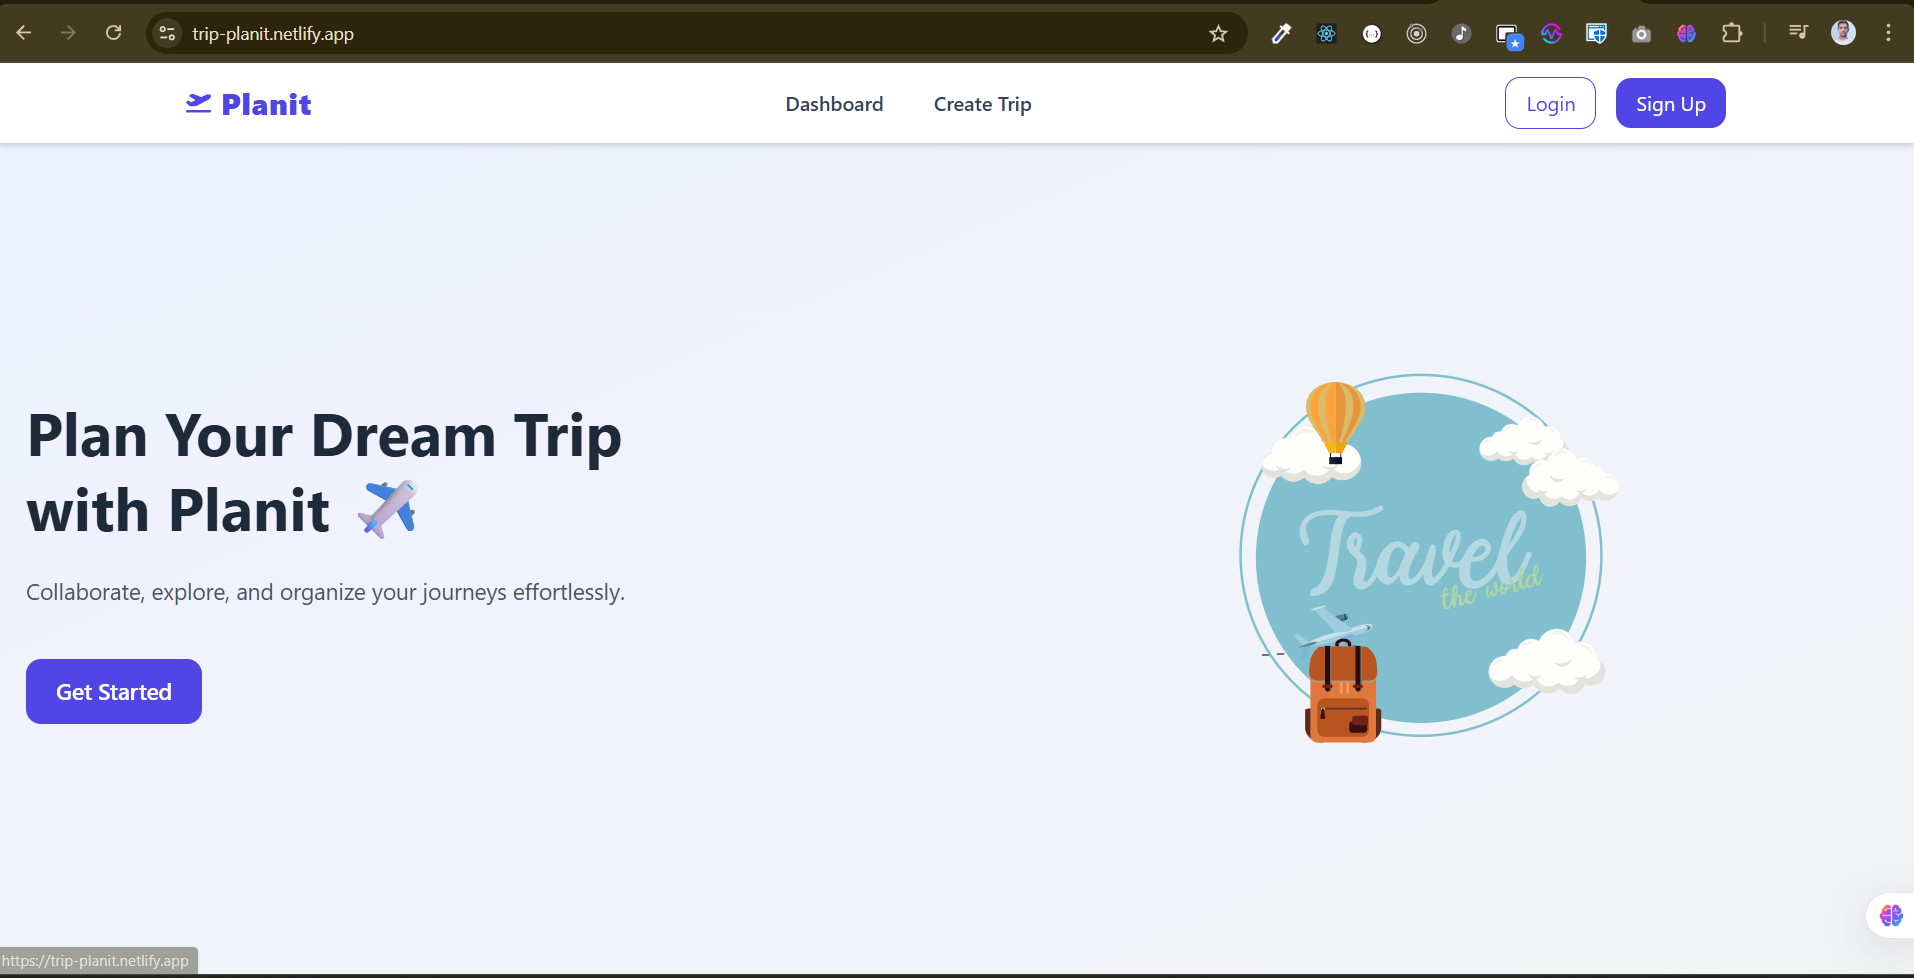 trip-planit.netlify.app
Planit
Dashboard
Create Trip
Login
Sign Up
Plan Your Dream Trip
with Planit
Collaborate, explore, and organize your journeys effortlessly.
Get Started
Travel
the world
https://trip-planit.netlify.app